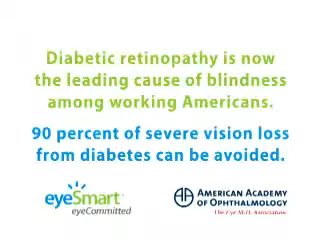 Diabetic retinopathy is now
the leading cause of blindness
among working Americans.
90 percent of severe vision loss
from diabetes can be avoided.
eyeSmart™
eyeCommitted
AMERICAN ACADEMY
OF OPHTHALMOLOGY
The Eye M.D. Association